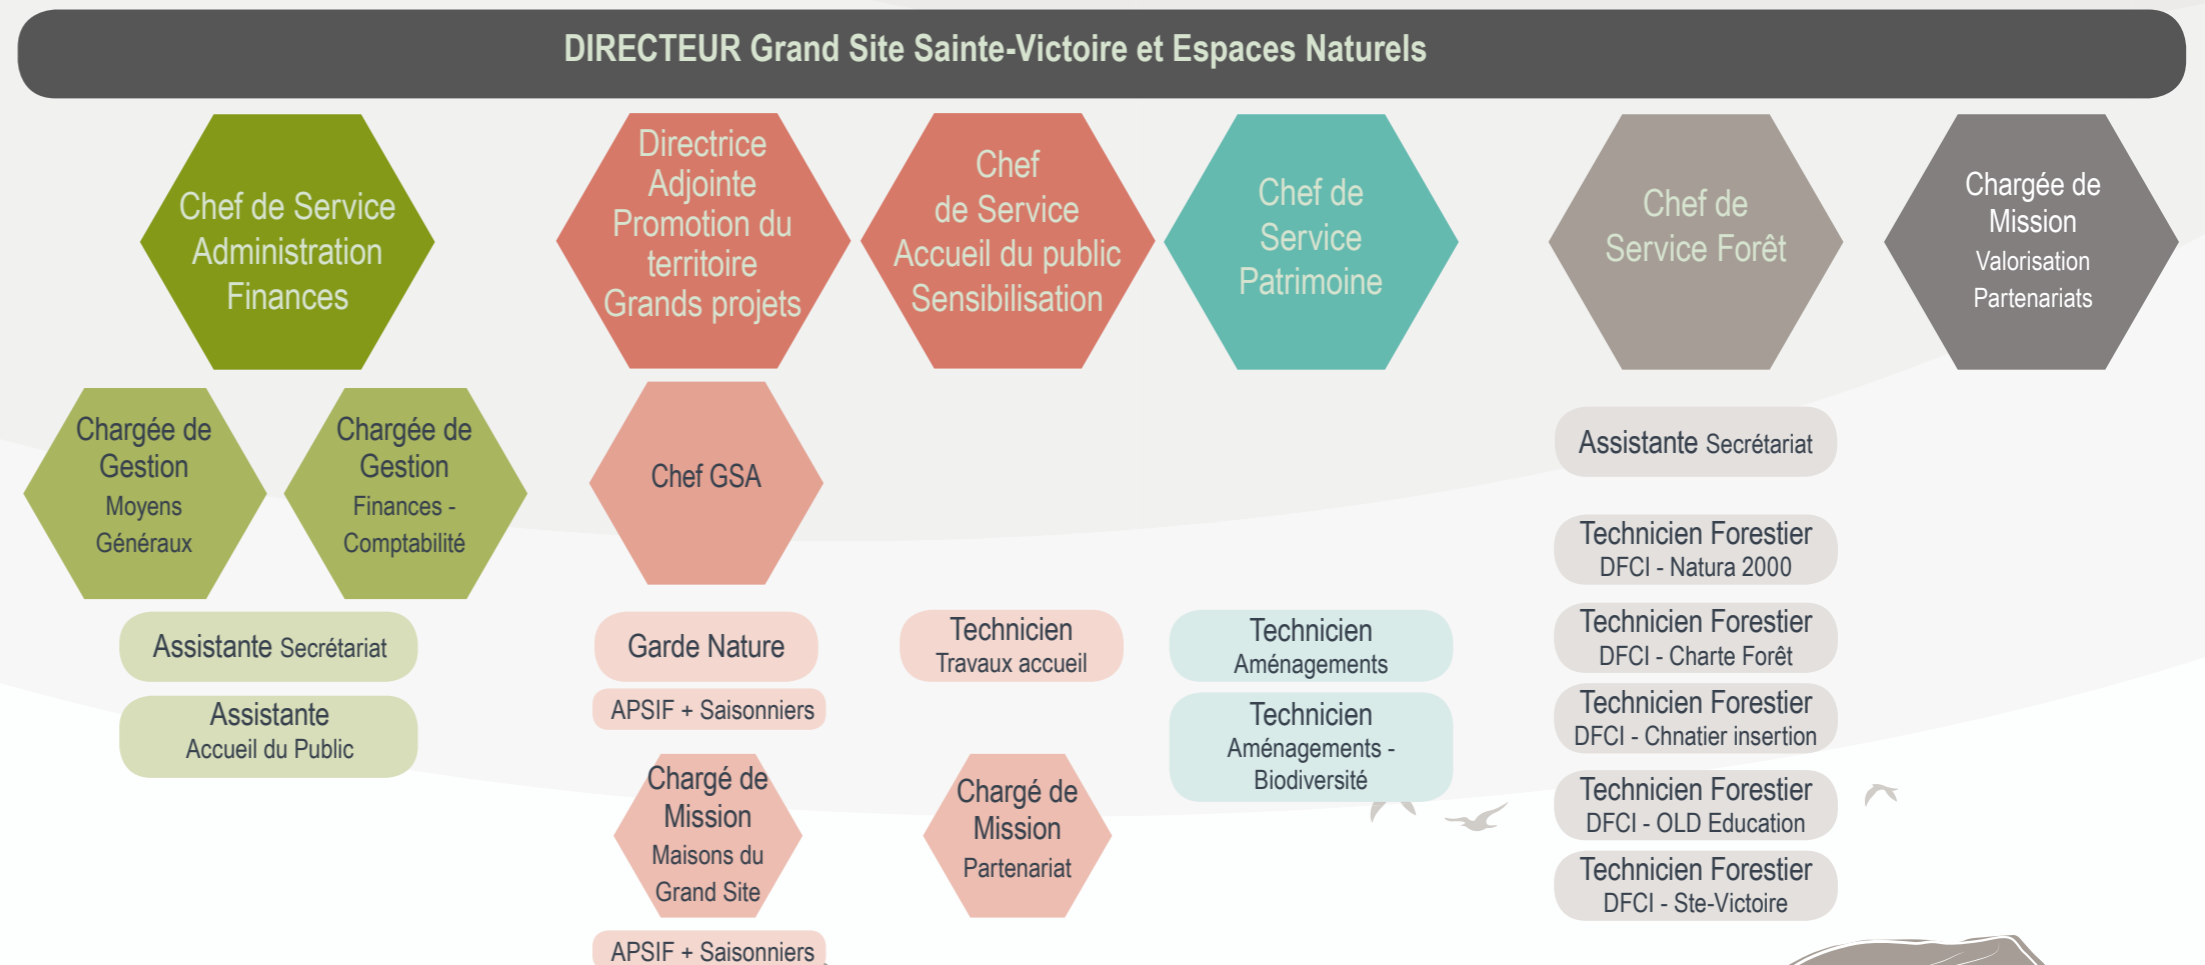 DIRECTEUR Grand Site Sainte-Victoire et Espaces Naturels
Chef de Service
Administration
Finances
Directrice
Adjointe
Promotion du
territoire
Grands projets
Chef
de Service
Accueil du public
Sensibilisation
Chef de
Service
Patrimoine
Chef de
Service Forêt
Chargée de
Mission
Valorisation
Partenariats
Chargée de
Gestion
Moyens
Généraux
Chargée de
Gestion
Finances -
Comptabilité
Assistante Secrétariat
Assistante
Accueil du Public
Chef GSA
Garde Nature
APSIF + Saisonniers
Chargé de
Mission
Maisons du
Grand Site
APSIF + Saisonniers
Technicien
Travaux accueil
Chargé de
Mission
Partenariat
Technicien
Aménagements
Technicien
Aménagements -
Biodiversité
Assistante Secrétariat
Technicien Forestier
DFCI - Natura 2000
Technicien Forestier
DFCI - Charte Forêt
Technicien Forestier
DFCI - Chnatier insertion
Technicien Forestier
DFCI - OLD Education
Technicien Forestier
DFCI - Ste-Victoire